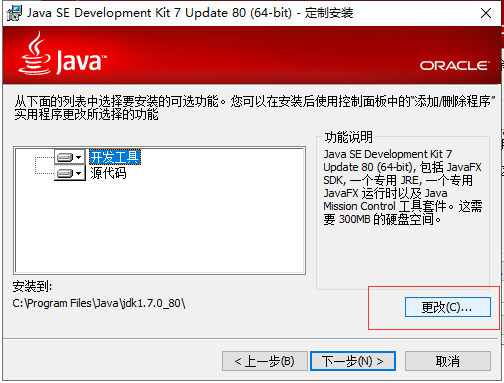 Java SE Development Kit 7 Update 80 (64-bit) - 定制安装
Java™
ORACLE
从下面的列表中选择要安装的可选功能。您可以在安装后使用控制面板中的“添加/删除程序”
实用程序更改所选择的功能
开发工具
源代码
功能说明
Java SE Development Kit 7
Update 80 (64-bit), 包括 JavaFX
SDK, 一个专用 JRE, 一个专用
JavaFX 运行时以及 Java
Mission Control 工具套件。这需
要 300MB 的硬盘空间。
安装到:
C:\Program Files\Java\jdk1.7.0_80\
更改(C)...
< 上一步(B)
下一步(N) >
取消